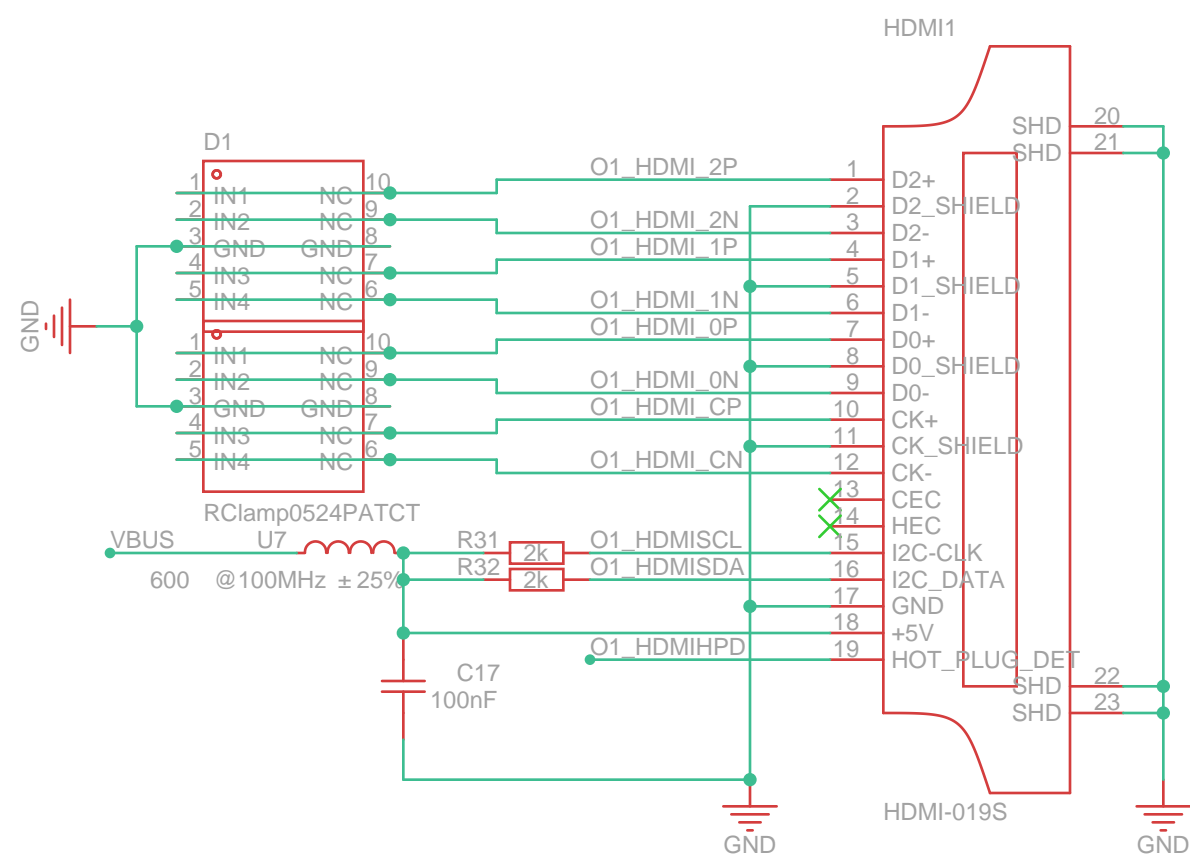 HDMI1
D1
1 IN1 NC 10
2 IN2 NC 9
3 GND GND 8
4 IN3 NC 7
5 IN4 NC 6
1 IN1 NC 10
2 IN2 NC 9
3 GND GND 8
4 IN3 NC 7
5 IN4 NC 6
RClamp0524PATCT
GND
O1_HDMI_2P 1 D2+
2 D2_SHIELD
O1_HDMI_2N 3 D2-
O1_HDMI_1P 4 D1+
5 D1_SHIELD
O1_HDMI_1N 6 D1-
O1_HDMI_0P 7 D0+
8 D0_SHIELD
O1_HDMI_0N 9 D0-
O1_HDMI_CP 10 CK+
11 CK_SHIELD
O1_HDMI_CN 12 CK-
13 CEC
14 HEC
VBUS U7 R31 2k O1_HDMISCL 15 I2C-CLK
600 @100MHz ±25% R32 2k O1_HDMISDA 16 I2C_DATA
17 GND
18 +5V
O1_HDMIHPD 19 HOT_PLUG_DET
C17
100nF
SHD 20
SHD 21
SHD 22
SHD 23
HDMI-019S
GND
GND